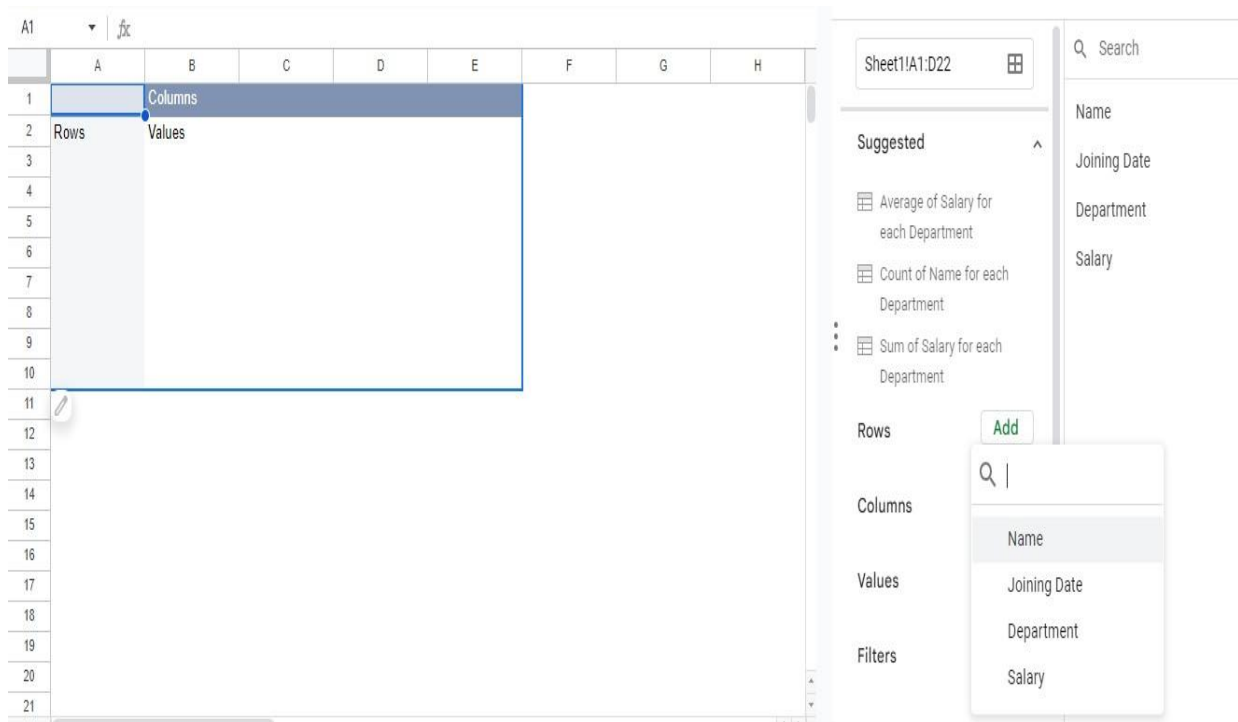 A1 fx
A B C D E F G H
1 Columns
2 Rows Values
3
4
5
6
7
8
9
10
11
12
13
14
15
16
17
18
19
20
21
Sheet1!A1:D22
Suggested
Average of Salary for
each Department
Count of Name for each
Department
Sum of Salary for each
Department
Rows Add
Columns
Values
Filters
Name
Joining Date
Department
Salary
Search
Name
Joining Date
Department
Salary